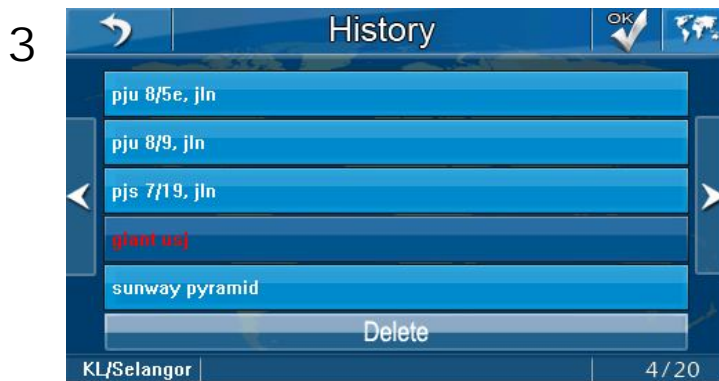 3
History
OK
pju 8/5e, jln
pju 8/9, jln
pjs 7/19, jln
giant usj
sunway pyramid
Delete
KL/Selangor 4/20